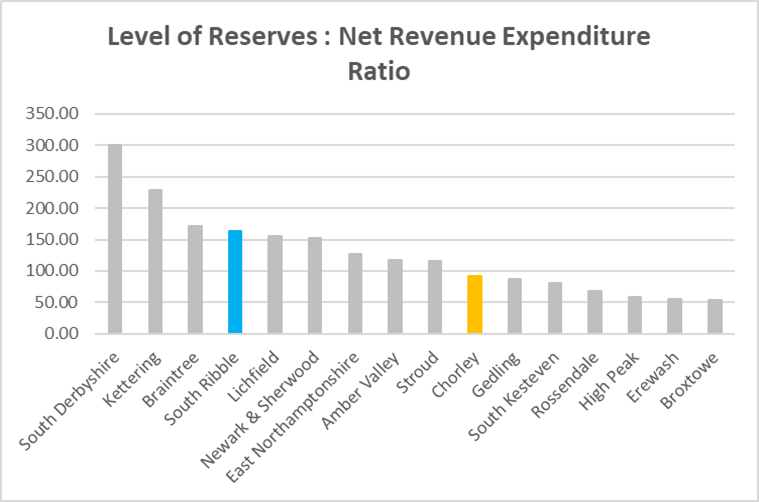 Level of Reserves : Net Revenue Expenditure
Ratio
350.00
300.00
250.00
200.00
150.00
100.00
50.00
0.00
South Derbyshire
Kettering
Braintree
South Ribble
Lichfield
Newark & Sherwood
East Northamptonshire
Amber Valley
Stroud
Chorley
Gedling
South Kesteven
Rossendale
High Peak
Erewash
Broxtowe